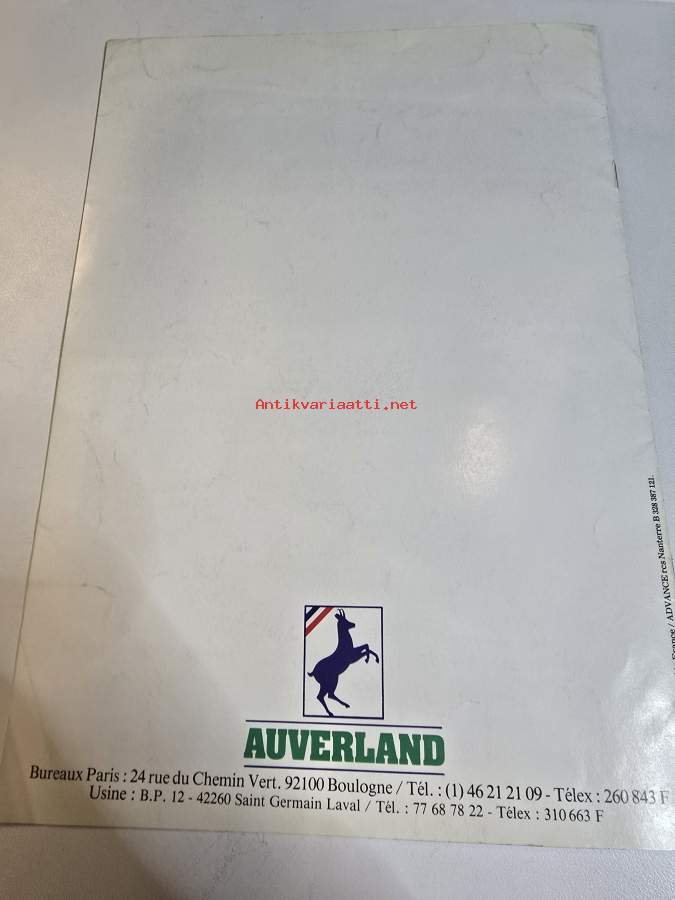 Antikvariaatti.net
France / ADVANCE rcs Nanterre B 328 387 121.
AUVERLAND
Bureaux Paris : 24 rue du Chemin Vert. 92100 Boulogne / Tél. : (1) 46 21 21 09 - Télex : 260 843 F
Usine : B.P. 12 - 42260 Saint Germain Laval / Tél. : 77 68 78 22 - Télex : 310 663 F